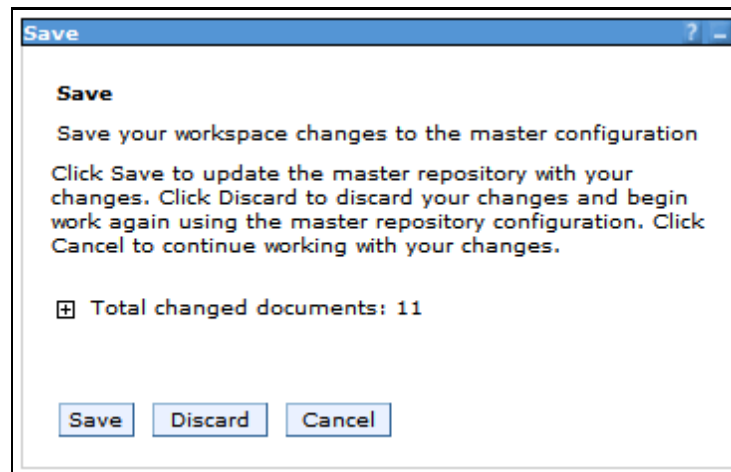 Save ? –
Save
Save your workspace changes to the master configuration
Click Save to update the master repository with your
changes. Click Discard to discard your changes and begin
work again using the master repository configuration. Click
Cancel to continue working with your changes.
Total changed documents: 11
Save Discard Cancel